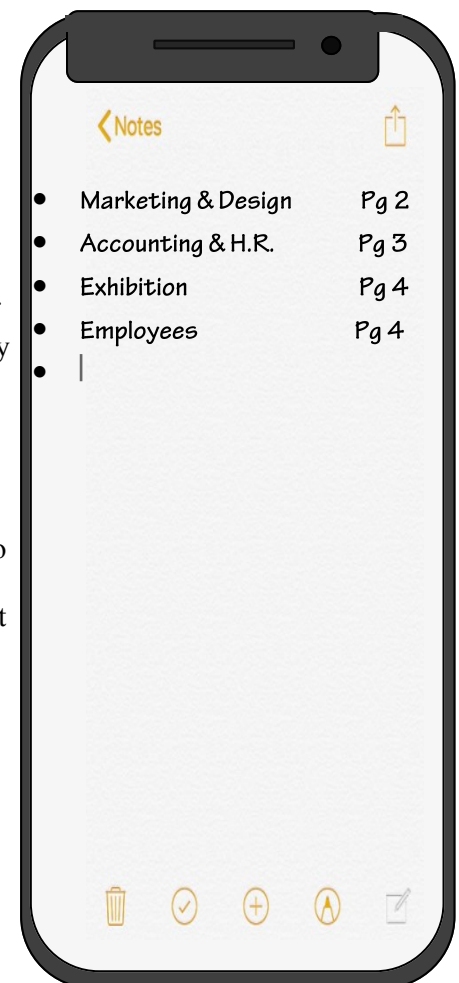 Notes
• Marketing & Design Pg 2
• Accounting & H.R. Pg 3
• Exhibition Pg 4
• Employees Pg 4
•